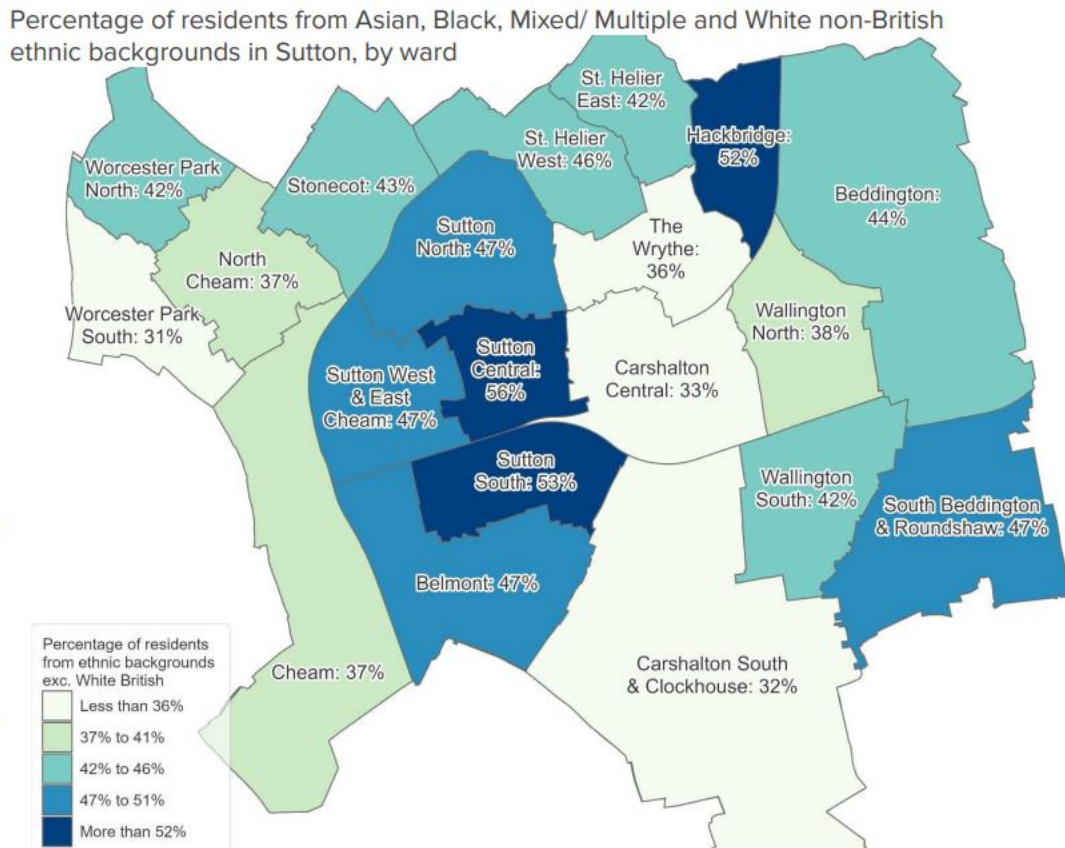 Percentage of residents from Asian, Black, Mixed/ Multiple and White non-British
ethnic backgrounds in Sutton, by ward
St. Helier
East: 42%
Hackbridge:
52%
St. Helier
West: 46%
Worcester Park
North: 42%
Stonecot: 43%
Beddington:
44%
Sutton
North: 47%
The
Wrythe:
36%
North
Cheam: 37%
Worcester Park
South: 31%
Wallington
North: 38%
Sutton
Central:
56%
Sutton West
& East
Cheam: 47%
Carshalton
Central: 33%
Sutton
South: 53%
Wallington
South: 42%
South Beddington
& Roundshaw: 47%
Belmont: 47%
Cheam: 37%
Carshalton South
& Clockhouse: 32%
Percentage of residents
from ethnic backgrounds
exc. White British
Less than 36%
37% to 41%
42% to 46%
47% to 51%
More than 52%